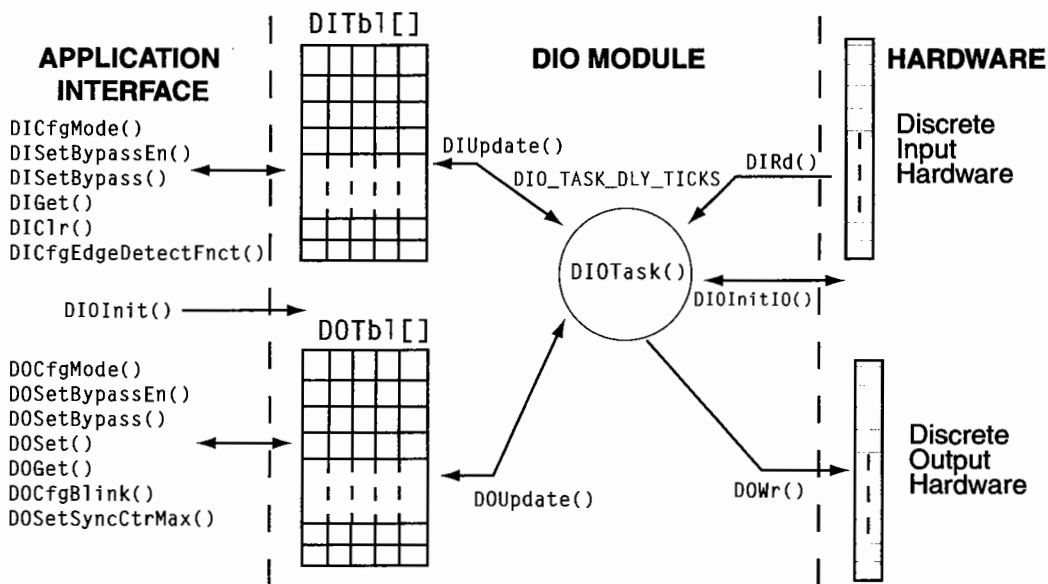 DITbl[]
APPLICATION
INTERFACE
DIO MODULE
HARDWARE
DICfgMode()
DISetBypassEn()
DISetBypass()
DIGet()
DIClr()
DICfgEdgeDetectFnct()
DIUpdate()
DIO_TASK_DLY_TICKS
DIRd()
Discrete
Input
Hardware
DIOTask()
DIOInitIO()
DIOInit()
DOTbl[]
DOCfgMode()
DOSetBypassEn()
DOSetBypass()
DOSet()
DOGet()
DOCfgBlink()
DOSetSyncCtrMax()
DOUpdate()
DOWr()
Discrete
Output
Hardware